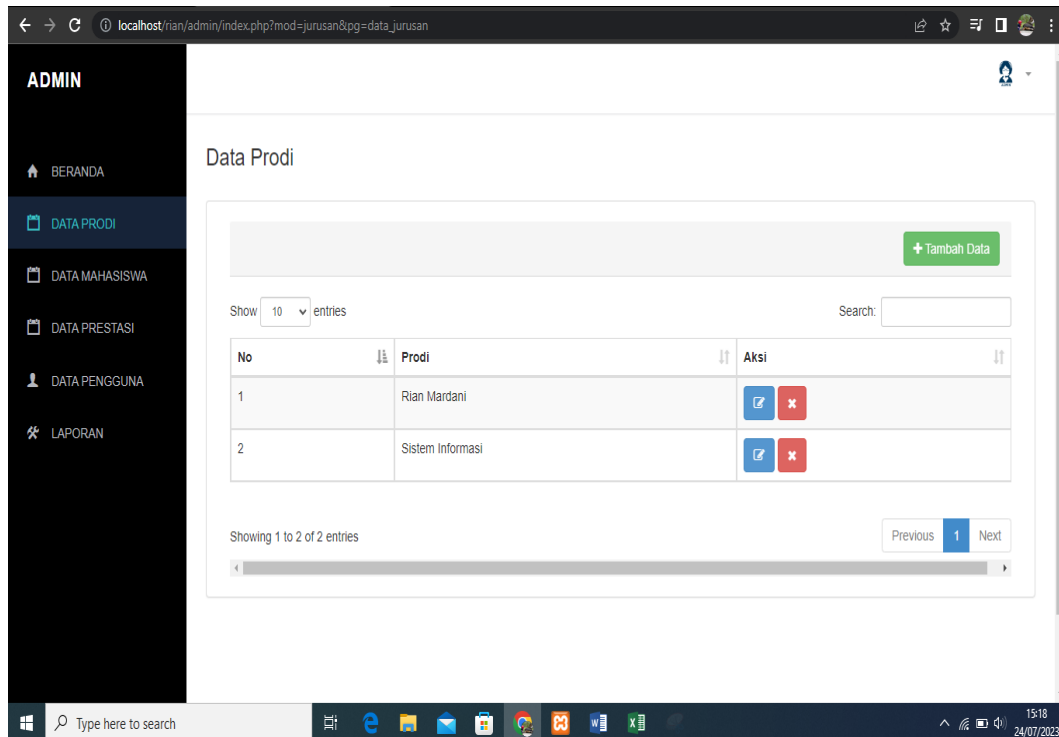 localhost/rian/admin/index.php?mod=jurusan&pg=data_jurusan
ADMIN
BERANDA
DATA PRODI
DATA MAHASISWA
DATA PRESTASI
DATA PENGGUNA
LAPORAN
Data Prodi
+ Tambah Data
Show 10 entries Search:
No Prodi Aksi
1 Rian Mardani
2 Sistem Informasi
Showing 1 to 2 of 2 entries Previous 1 Next
Type here to search
15:18
24/07/2023